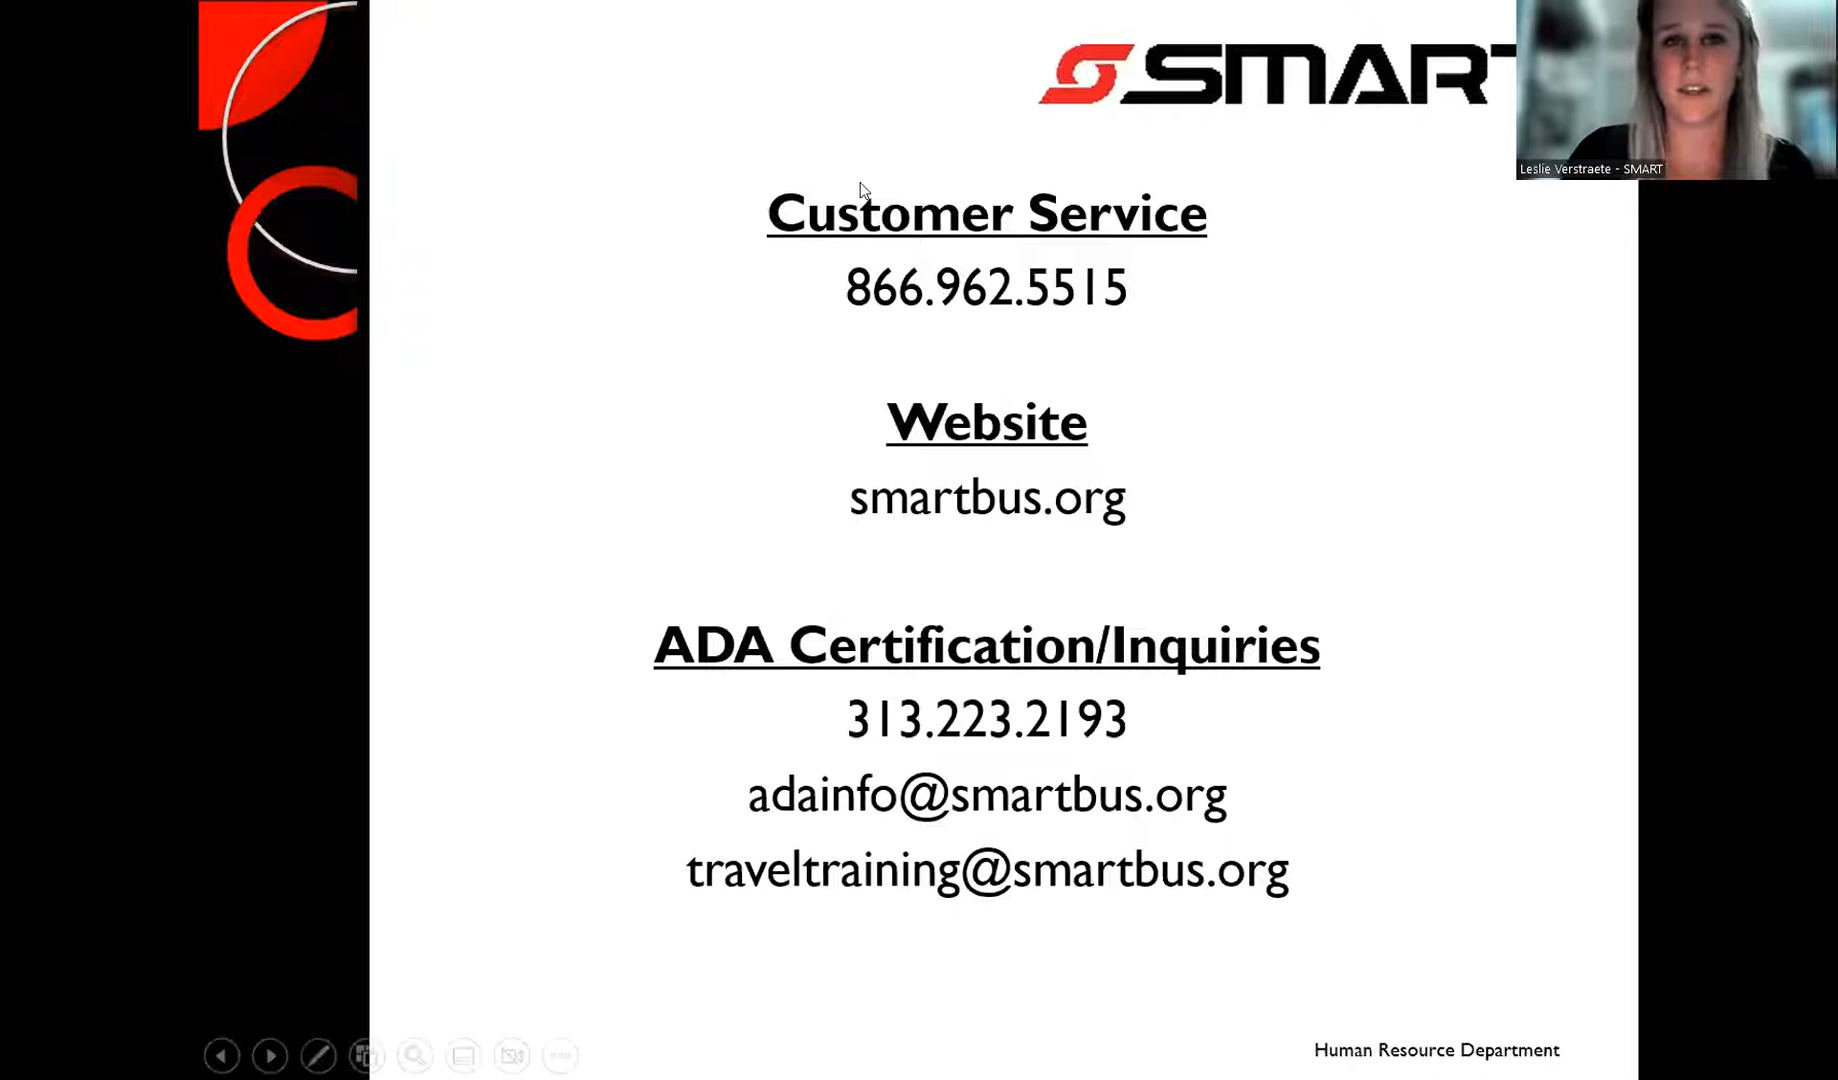 SMART
Leslie Verstraete - SMART
Customer Service
866.962.5515
Website
smartbus.org
ADA Certification/Inquiries
313.223.2193
adainfo@smartbus.org
traveltraining@smartbus.org
Human Resource Department